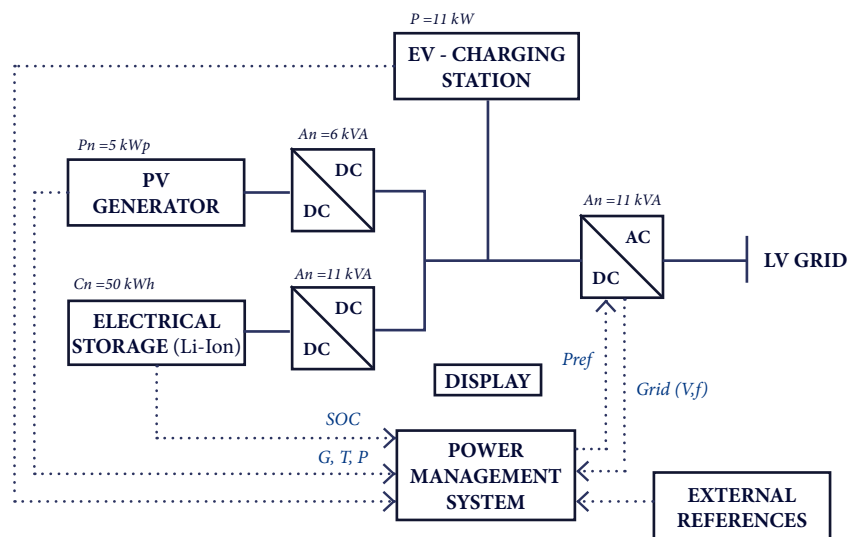 P =11 kW
EV - CHARGING
STATION
An =6 kVA
Pn =5 kWp
PV
GENERATOR
DC
DC
An =11 kVA
AC
DC
LV GRID
Cn =50 kWh
An =11 kVA
ELECTRICAL
STORAGE (Li-Ion)
DC
DC
DISPLAY
Pref
Grid (V,f)
SOC
G, T, P
POWER
MANAGEMENT
SYSTEM
EXTERNAL
REFERENCES